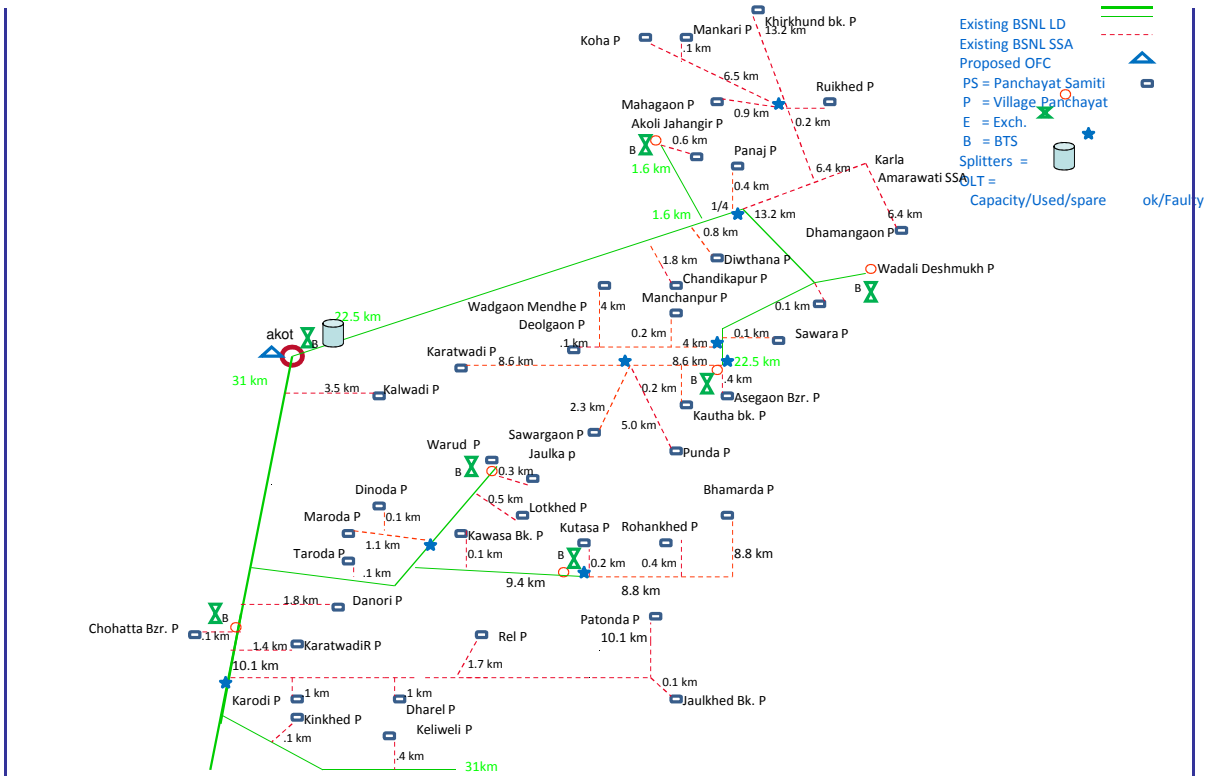 Khirkhund bk. P
Mankari P
13.2 km
Koha P
.1 km
6.5 km
Ruikhed P
Mahagaon P
0.9 km
0.2 km
Akoli Jahangir P
B
0.6 km
Panaj P
1.6 km
0.4 km
6.4 km
Karla
Amarawati SSA
1/4
1.6 km
13.2 km
6.4 km
0.8 km
Dhamangaon P
Diwthana P
1.8 km
Wadali Deshmukh P
B
Chandikapur P
Wadgaon Mendhe P
4 km
Manchanpur P
0.1 km
Deolgaon P
22.5 km
akot
B
.1km
0.2 km
4 km
0.1 km
Sawara P
Karatwadi P
8.6 km
8.6 km
22.5 km
31 km
3.5 km
Kalwadi P
0.2 km
B
.4 km
Asegaon Bzr. P
2.3 km
Kautha bk. P
5.0 km
Sawargaon P
Punda P
Warud P
Jaulka p
B
0.3 km
Dinoda P
0.5 km
Bhamarda P
0.1 km
Lotkhed P
Maroda P
1.1 km
Kawasa Bk. P
Kutasa P
Rohankhed P
Taroda P
.1 km
0.1 km
B
0.2 km
0.4 km
8.8 km
9.4 km
8.8 km
1.8 km
Danori P
B
Chohatta Bzr. P
.1 km
Patonda P
10.1 km
1.4 km
KaratwadiR P
Rel P
1.7 km
10.1 km
0.1 km
Karodi P
1 km
1 km
Dharel P
Jaulkhed Bk. P
Kinkhed P
.1 km
Keliweli P
.4 km
31km
Existing BSNL LD
Existing BSNL SSA
Proposed OFC
PS = Panchayat Samiti
P = Village Panchayat
E = Exch.
B = BTS
Splitters =
OLT =
Capacity/Used/spare ok/Faulty